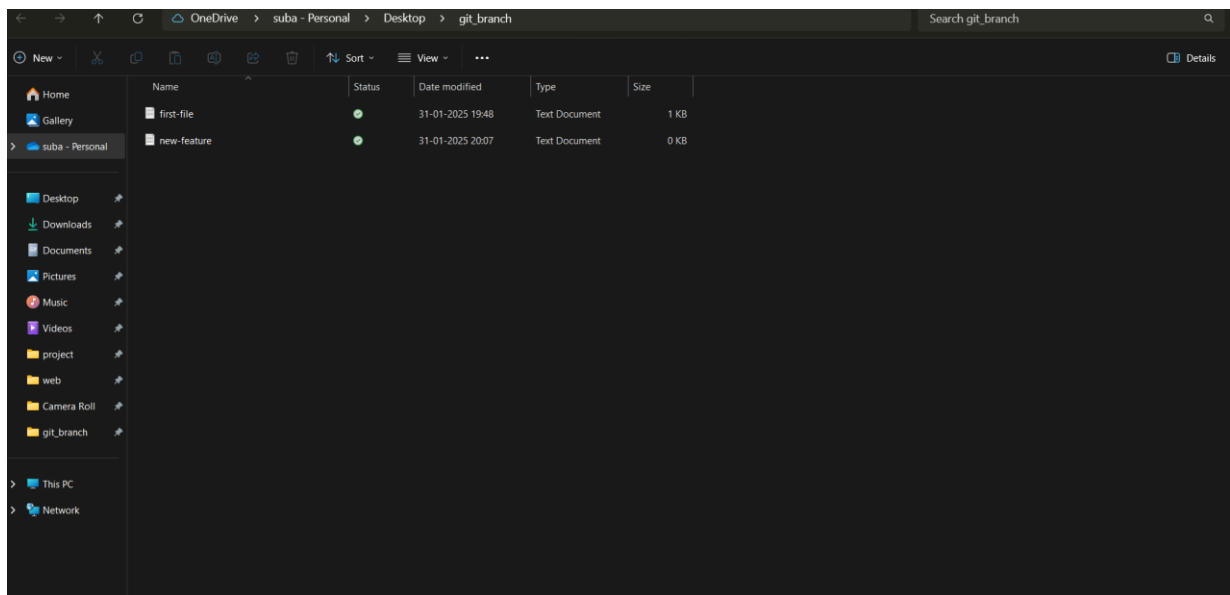 OneDrive > suba - Personal > Desktop > git_branch Search git_branch
New Sort View ... Details
Name Status Date modified Type Size
first-file 31-01-2025 19:48 Text Document 1 KB
new-feature 31-01-2025 20:07 Text Document 0 KB
Home
Gallery
suba - Personal
Desktop
Downloads
Documents
Pictures
Music
Videos
project
web
Camera Roll
git_branch
This PC
Network